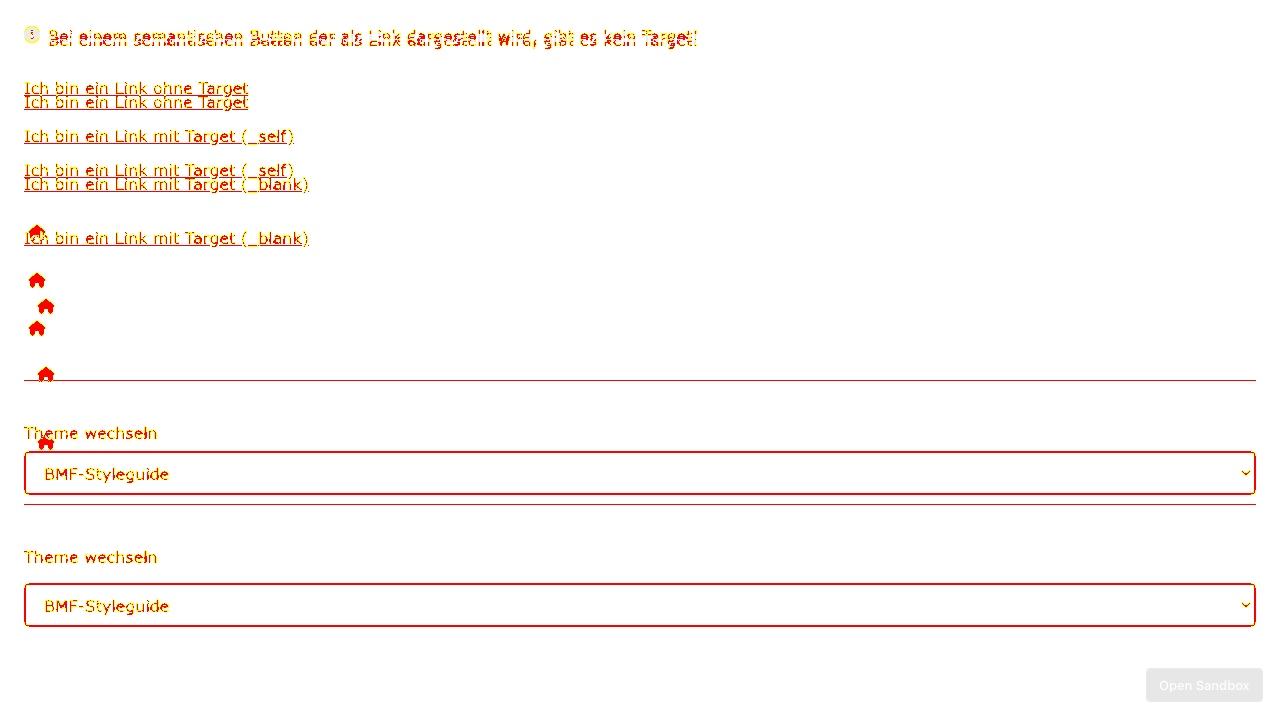 Bei einem semantischen Button der als Link dargestellt wird, gibt es kein Target!
Ich bin ein Link ohne Target
Ich bin ein Link ohne Target
Ich bin ein Link mit Target (_self)
Ich bin ein Link mit Target (_self)
Ich bin ein Link mit Target (_blank)
Ich bin ein Link mit Target (_blank)
Theme wechseln
BMF-Styleguide
Theme wechseln
BMF-Styleguide
Open Sandbox